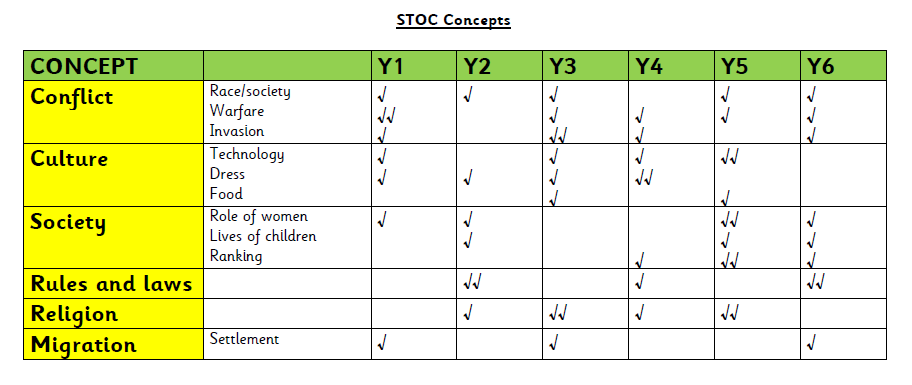 STOC Concepts
CONCEPT Y1 Y2 Y3 Y4 Y5 Y6
Conflict Race/society √ √ √ √ √
Warfare √√ √ √ √ √
Invasion √ √√ √ √
Culture Technology √ √ √ √√
Dress √ √ √ √√
Food √ √
Society Role of women √ √ √√ √
Lives of children √ √ √
Ranking √ √√ √
Rules and laws √√ √ √√
Religion √ √√ √ √√
Migration Settlement √ √ √